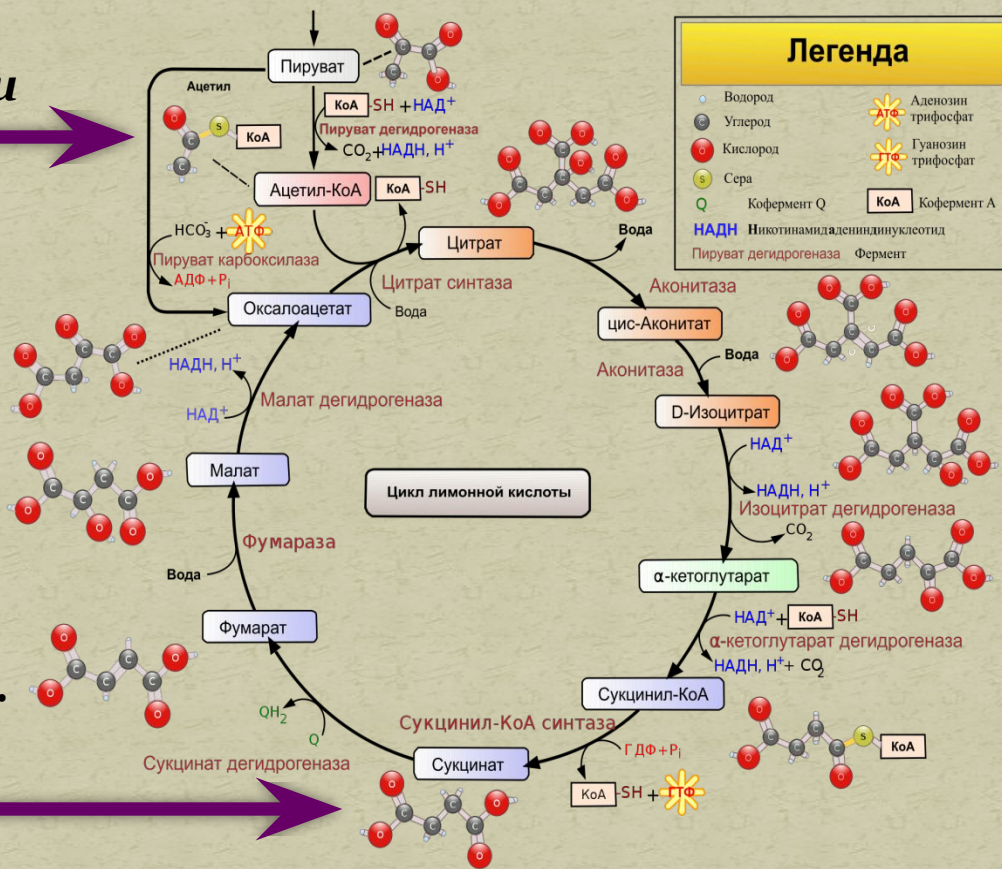 и
Пируват
Ацетил
S
КоА
КоА-SH + НАД⁺
Пируват дегидрогеназа
CO₂+НАДН, H⁺
Ацетил-КоА
КоА-SH
HCO₃⁻ + АТФ
Пируват карбоксилаза
АДФ+Pᵢ
Цитрат
Вода
Цитрат синтаза
Вода
Оксалоацетат
Аконитаза
цис-Аконитат
Вода
Аконитаза
D-Изоцитрат
НАД⁺
НАДН, H⁺
Изоцитрат дегидрогеназа
CO₂
α-кетоглутарат
НАД⁺+КоА-SH
α-кетоглутарат дегидрогеназа
НАДН, H⁺+ CO₂
Сукцинил-КоА
S
КоА
Сукцинил-КоА синтаза
ГДФ+Pᵢ
КоА-SH + ГТФ
Сукцинат
QH₂
Q
Сукцинат дегидрогеназа
Фумарат
.
Вода
Фумараза
Малат
НАДН, H⁺
НАД⁺
Малат дегидрогеназа
Цикл лимонной кислоты
Легенда
Водород
C Углерод
O Кислород
S Сера
Q Кофермент Q
АТФ Аденозин
трифосфат
ГТФ Гуанозин
трифосфат
КоА Кофермент А
НАДН Никотинамидадениндинуклеотид
Пируват дегидрогеназа Фермент